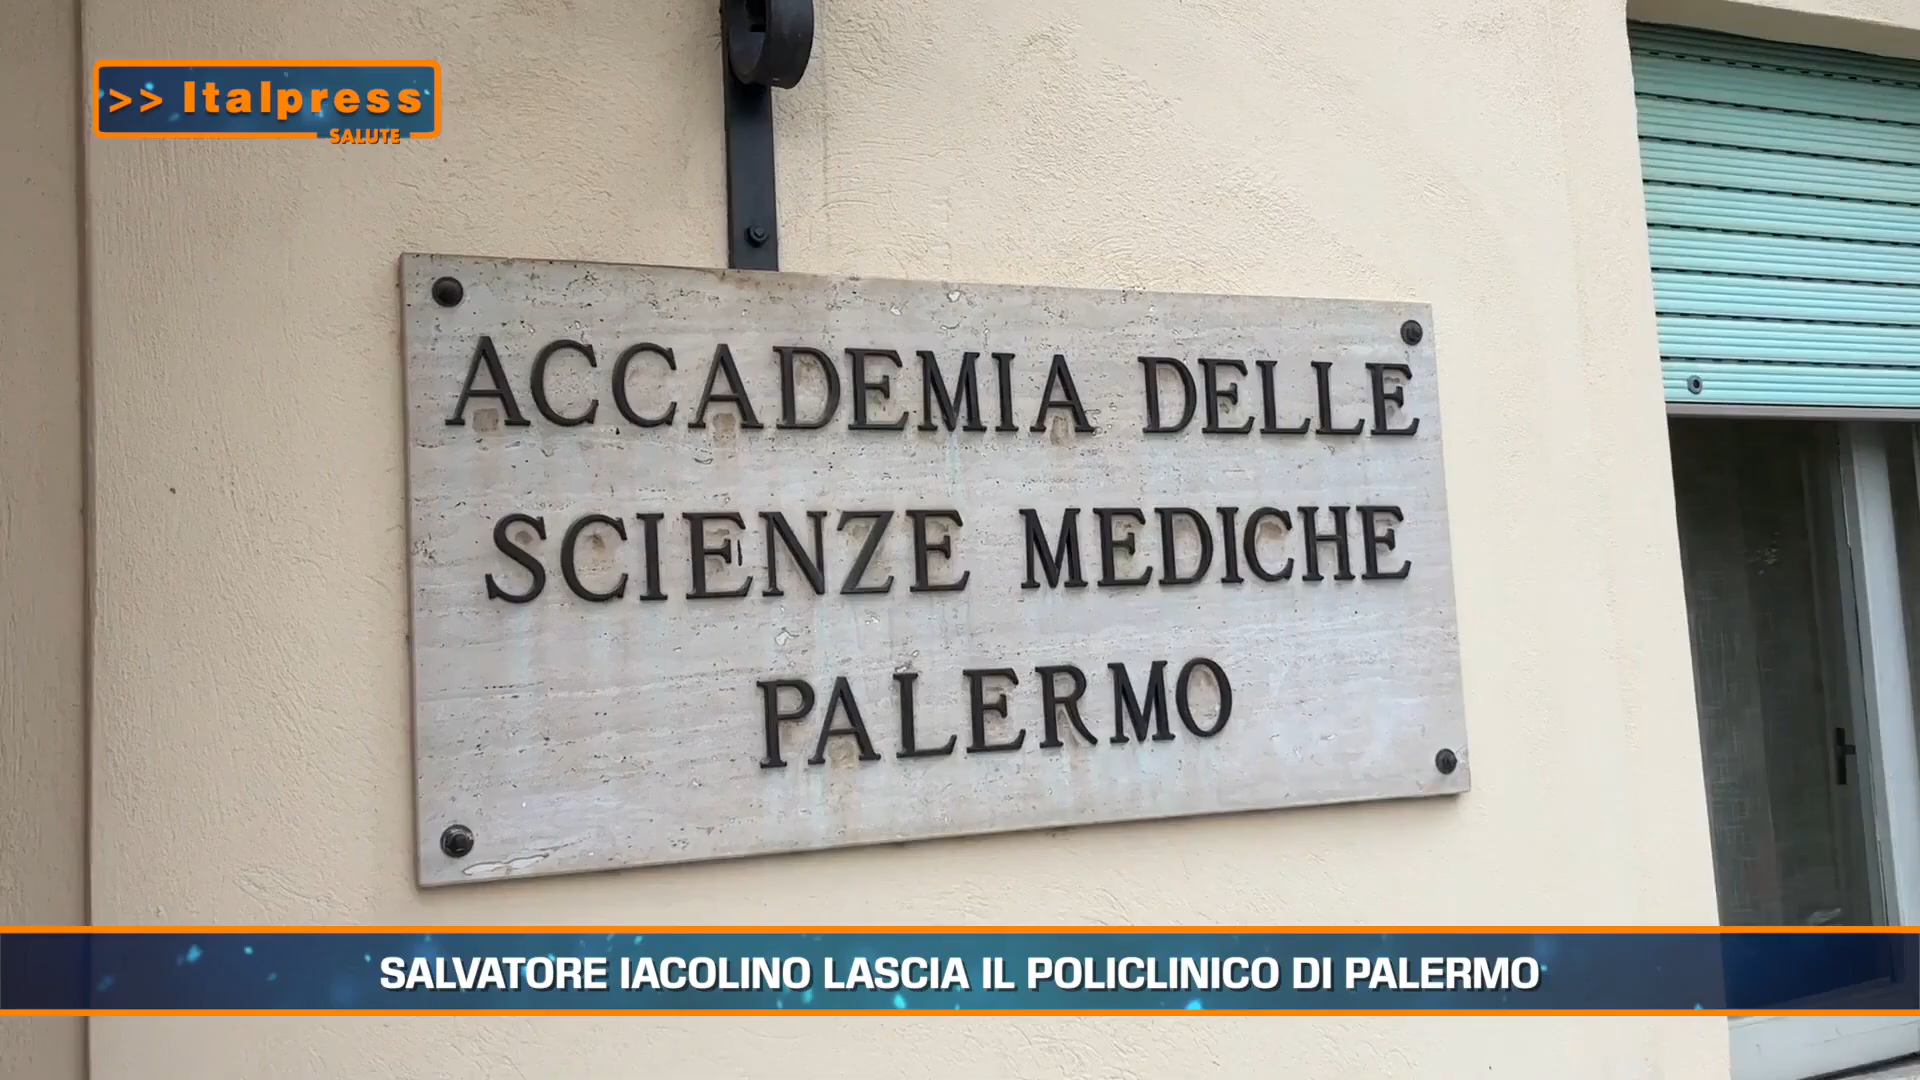 >> Italpress
SALUTE
ACCADEMIA DELLE
SCIENZE MEDICHE
PALERMO
SALVATORE IACOLINO LASCIA IL POLICLINICO DI PALERMO